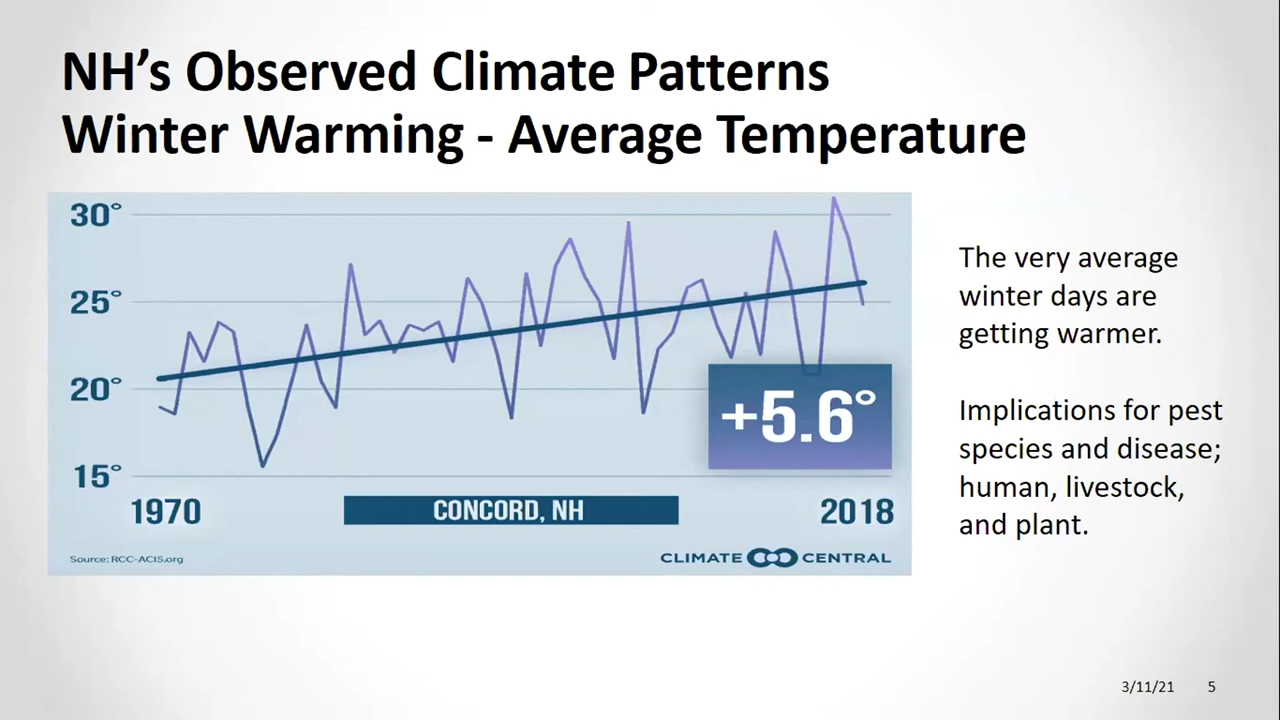 NH’s Observed Climate Patterns
Winter Warming - Average Temperature
30°
25°
20°
15°
+5.6°
1970
CONCORD, NH
2018
Source: RCC-ACIS.org
CLIMATE CENTRAL
The very average
winter days are
getting warmer.
Implications for pest
species and disease;
human, livestock,
and plant.
3/11/21
5